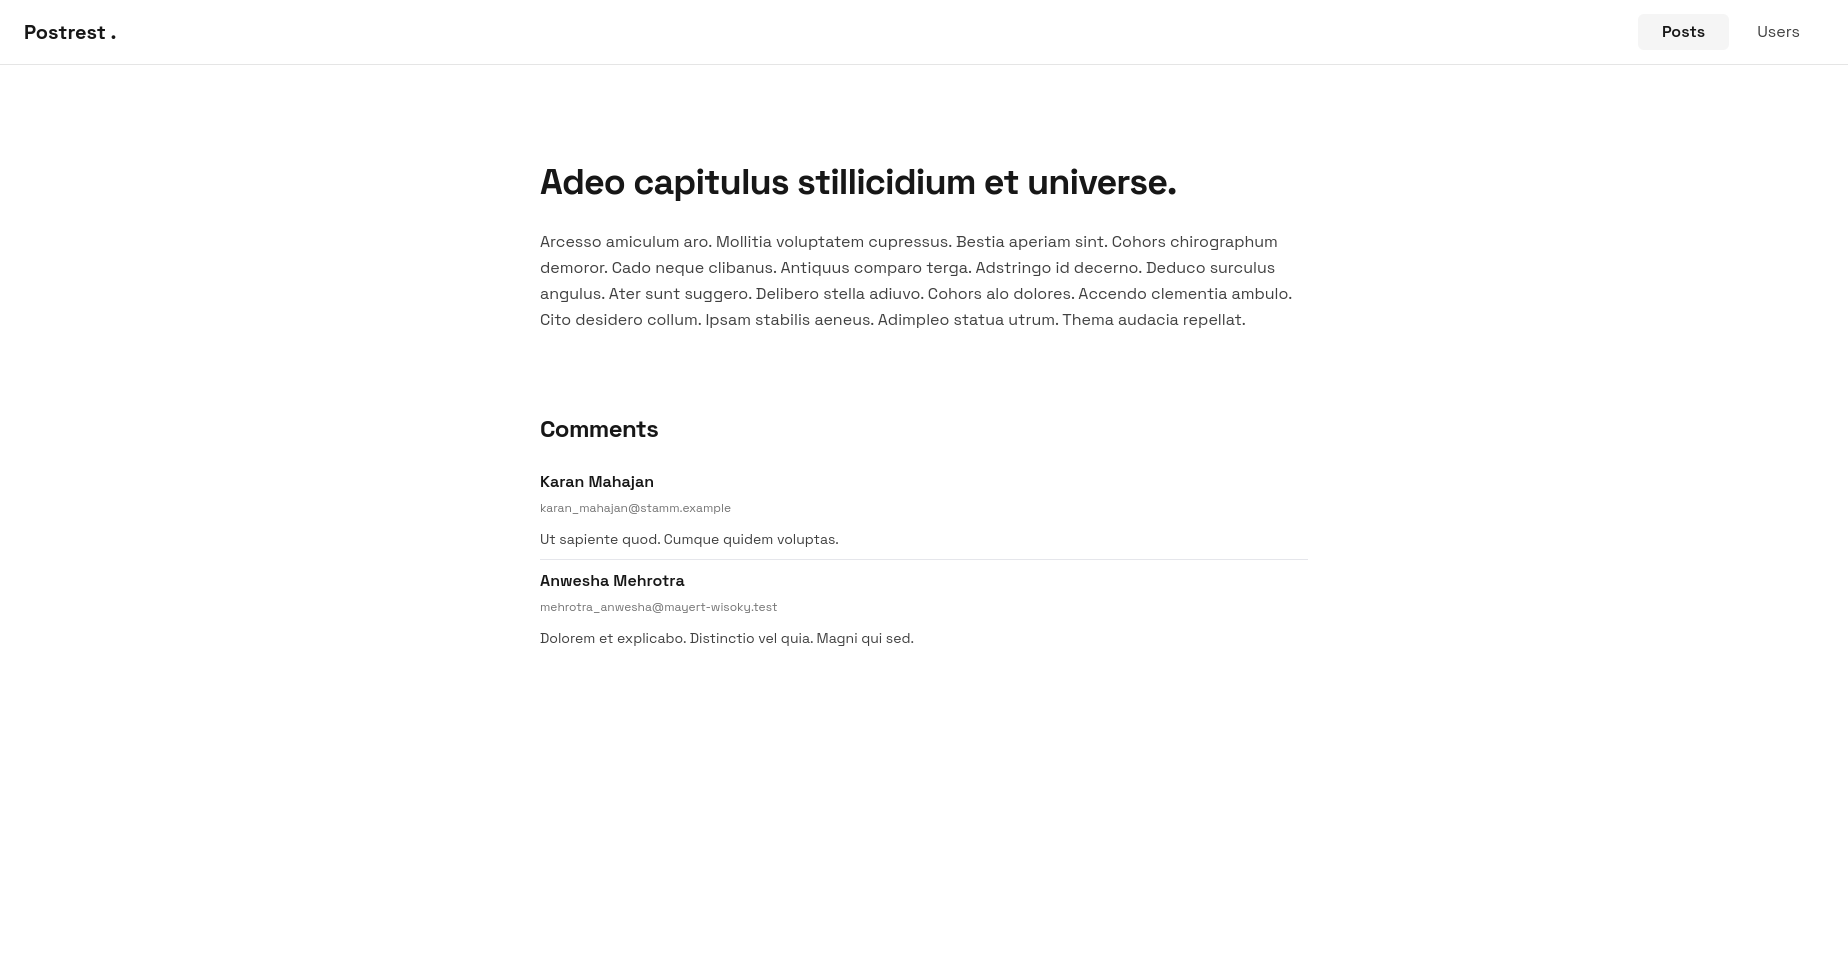 Postrest .
Posts
Users
Adeo capitulus stillicidium et universe.
Arcesso amiculum aro. Mollitia voluptatem cupressus. Bestia aperiam sint. Cohors chirographum
demoror. Cado neque clibanus. Antiquus comparo terga. Adstringo id decerno. Deduco surculus
angulus. Ater sunt suggero. Delibero stella adiuvo. Cohors alo dolores. Accendo clementia ambulo.
Cito desidero collum. Ipsam stabilis aeneus. Adimpleo statua utrum. Thema audacia repellat.
Comments
Karan Mahajan
karan_mahajan@stamm.example
Ut sapiente quod. Cumque quidem voluptas.
Anwesha Mehrotra
mehrotra_anwesha@mayert-wisoky.test
Dolorem et explicabo. Distinctio vel quia. Magni qui sed.